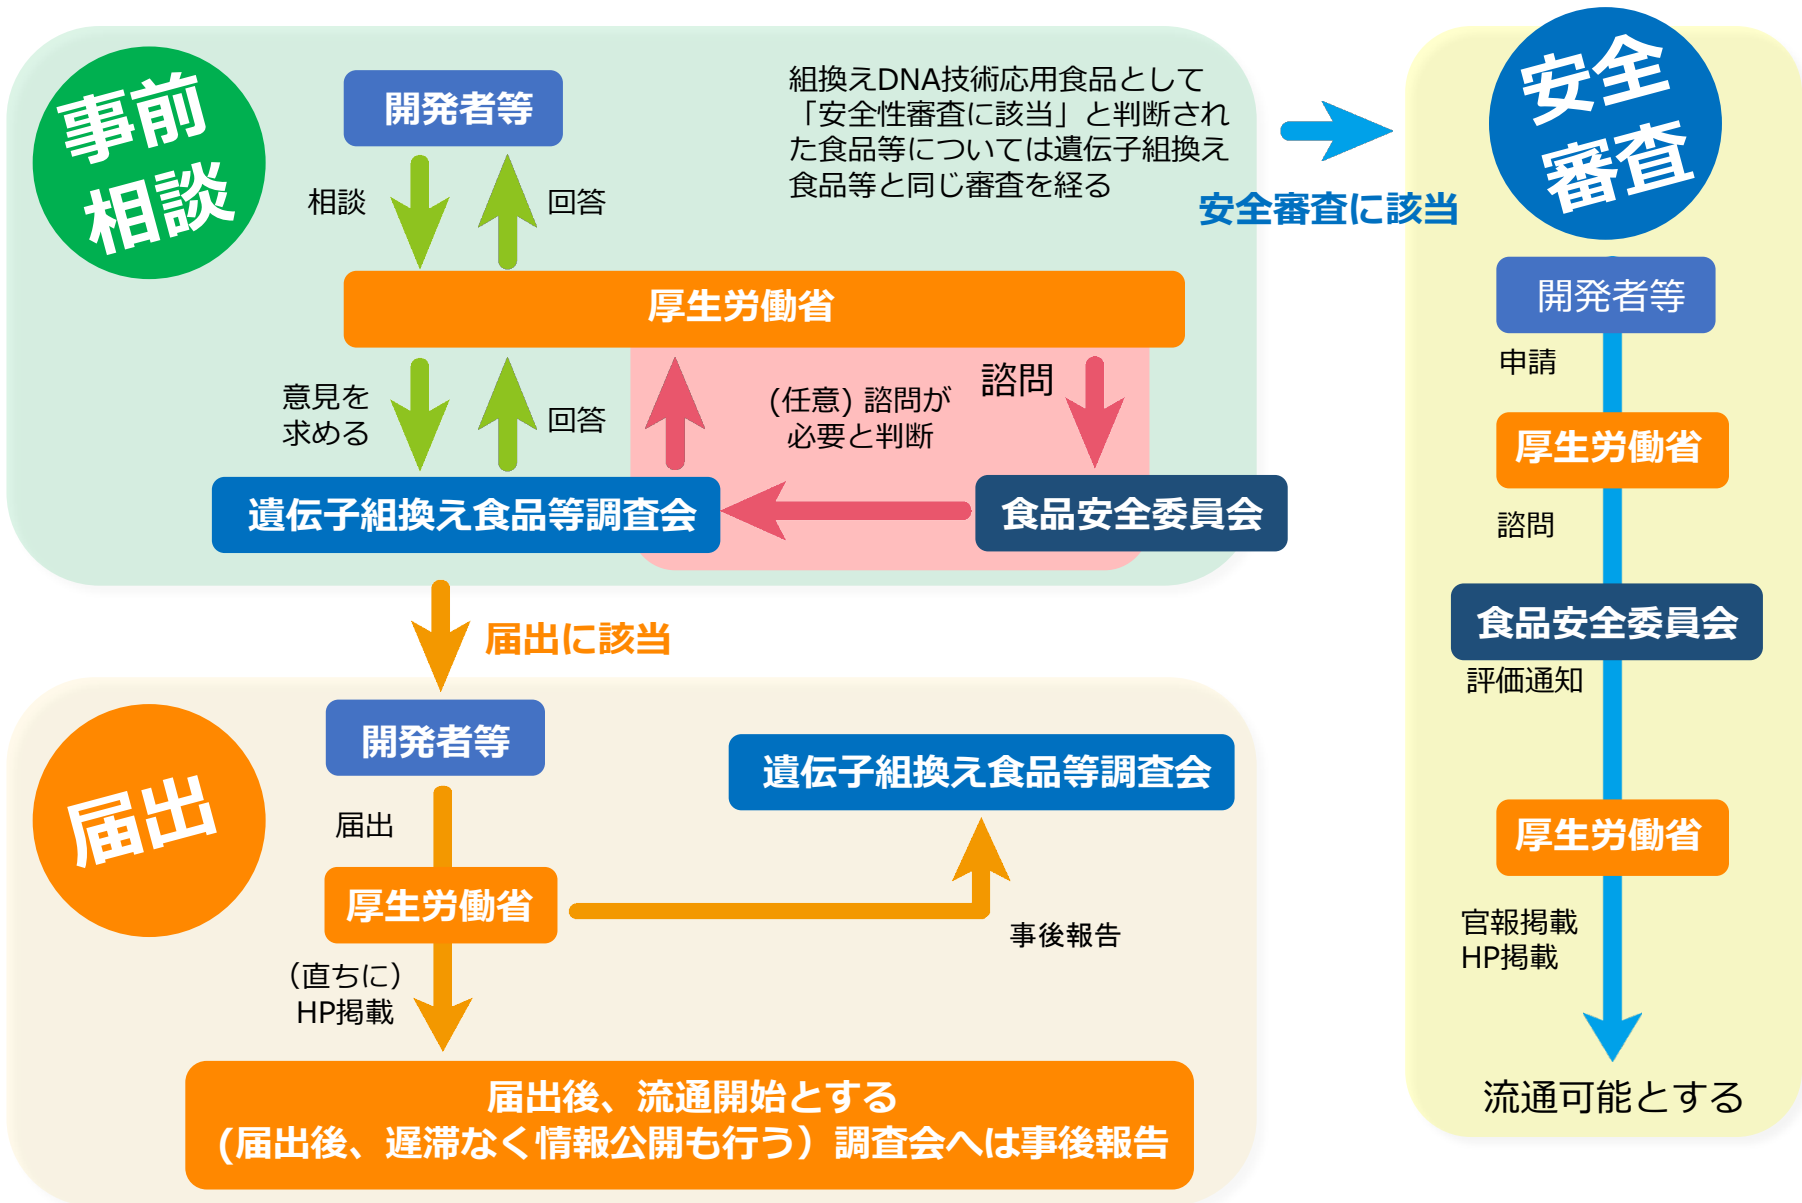 事前
相談
開発者等
相談
回答
組換えDNA技術応用食品として
「安全性審査に該当」と判断され
た食品等については遺伝子組換え
食品等と同じ審査を経る
安全審査に該当
厚生労働省
意見を
求める
回答
(任意) 諮問が
必要と判断
諮問
遺伝子組換え食品等調査会
食品安全委員会
届出に該当
届出
開発者等
届出
厚生労働省
遺伝子組換え食品等調査会
事後報告
（直ちに）
HP掲載
届出後、流通開始とする
(届出後、遅滞なく情報公開も行う）調査会へは事後報告
安全
審査
開発者等
申請
厚生労働省
諮問
食品安全委員会
評価通知
厚生労働省
官報掲載
HP掲載
流通可能とする